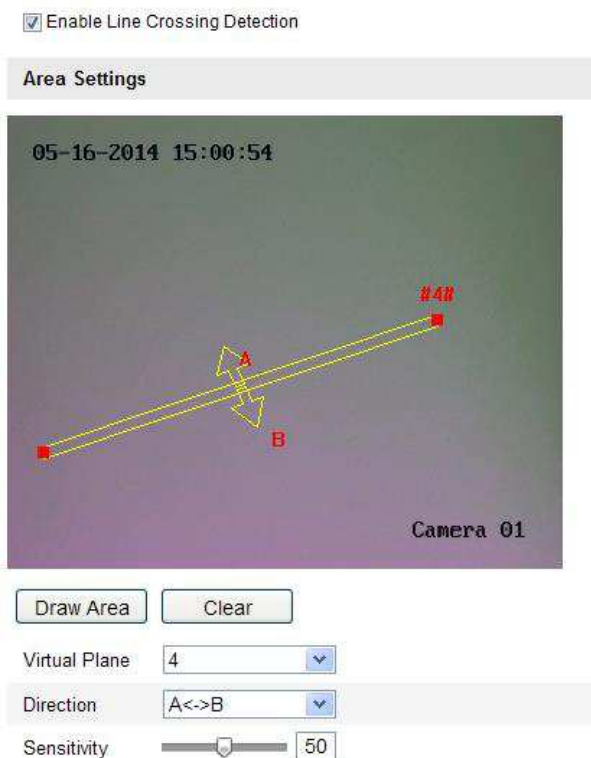 Enable Line Crossing Detection
Area Settings
05-16-2014 15:00:54
#4#
A
B
Camera 01
Draw Area Clear
Virtual Plane 4
Direction A<->B
Sensitivity 50